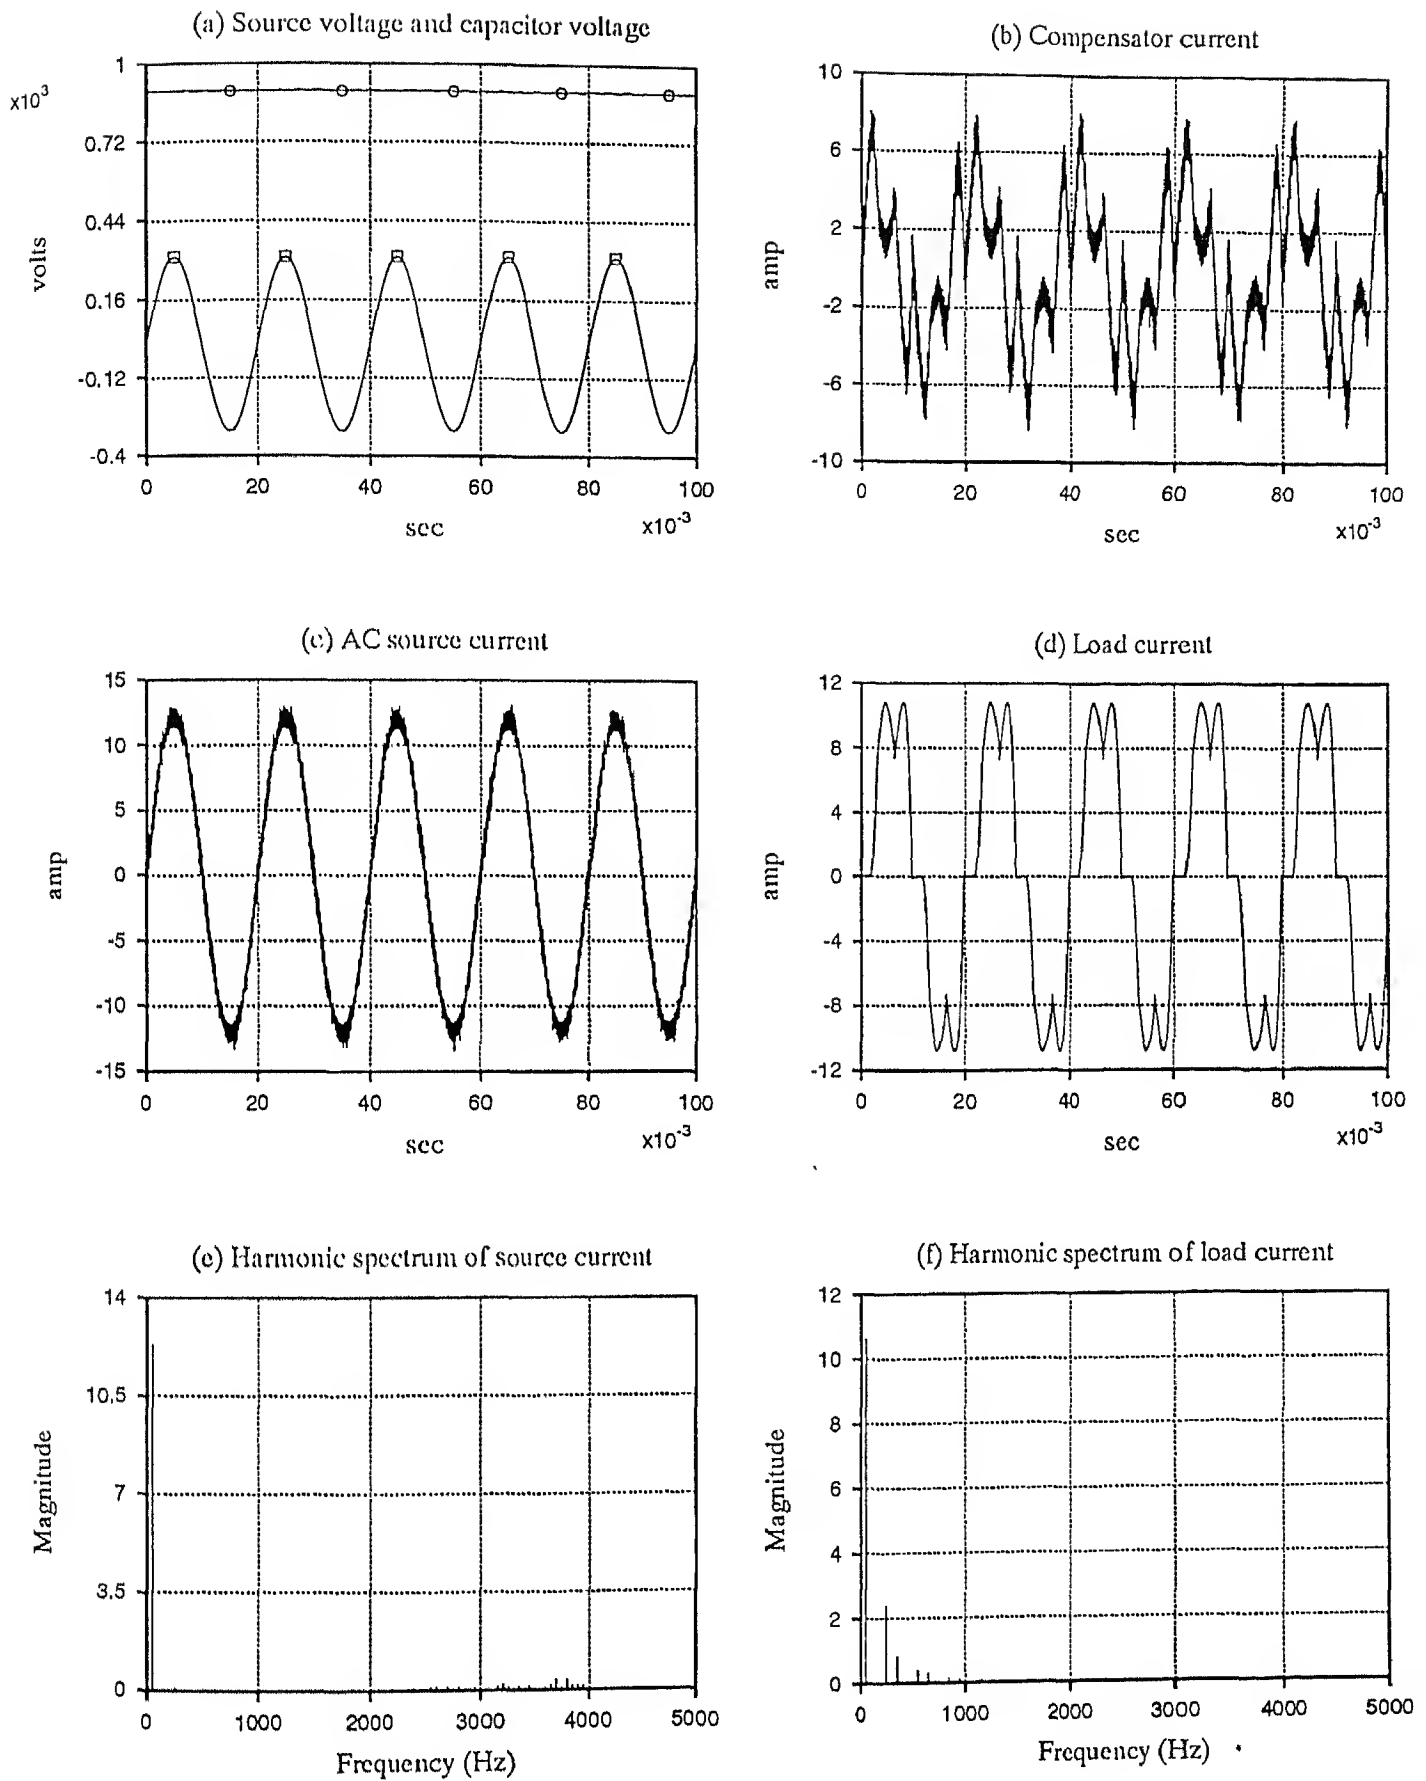 (a) Source voltage and capacitor voltage
x10³
volts
1
0.72
0.44
0.16
-0.12
-0.4
0 20 40 60 80 100
sec
x10⁻³
(b) Compensator current
amp
10
6
2
-2
-6
-10
0 20 40 60 80 100
sec
x10⁻³
(c) AC source current
amp
15
10
5
0
-5
-10
-15
0 20 40 60 80 100
sec
x10⁻³
(d) Load current
amp
12
8
4
0
-4
-8
-12
0 20 40 60 80 100
sec
x10⁻³
(e) Harmonic spectrum of source current
Magnitude
14
10.5
7
3.5
0
0 1000 2000 3000 4000 5000
Frequency (Hz)
(f) Harmonic spectrum of load current
Magnitude
12
10
8
6
4
2
0
0 1000 2000 3000 4000 5000
Frequency (Hz)